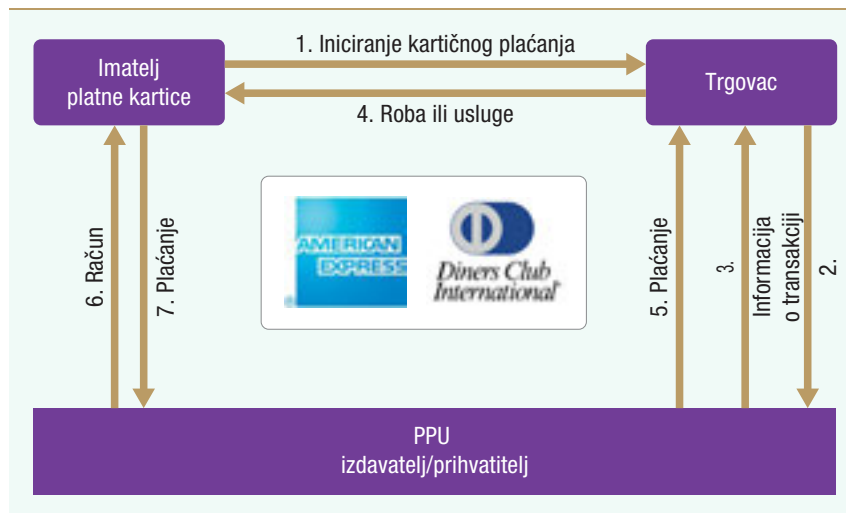 1. Iniciranje kartičnog plaćanja
Imatelj
platne kartice
Trgovac
4. Roba ili usluge
AMERICAN
EXPRESS
®
Diners Club
International®
6. Račun
7. Plaćanje
5. Plaćanje
3.
Informacija
o transakciji
2.
PPU
izdavatelj/prihvatitelj